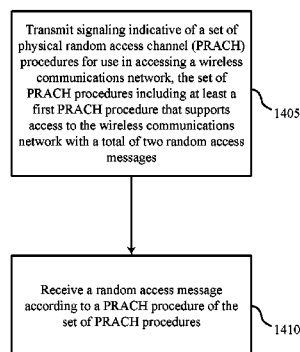 Transmit signaling indicative of a set of
physical random access channel (PRACH)
procedures for use in accessing a wireless
communications network, the set of
PRACH procedures including at least a
first PRACH procedure that supports
access to the wireless communications
network with a total of two random access
messages
1405
Receive a random access message
according to a PRACH procedure of the
set of PRACH procedures
1410